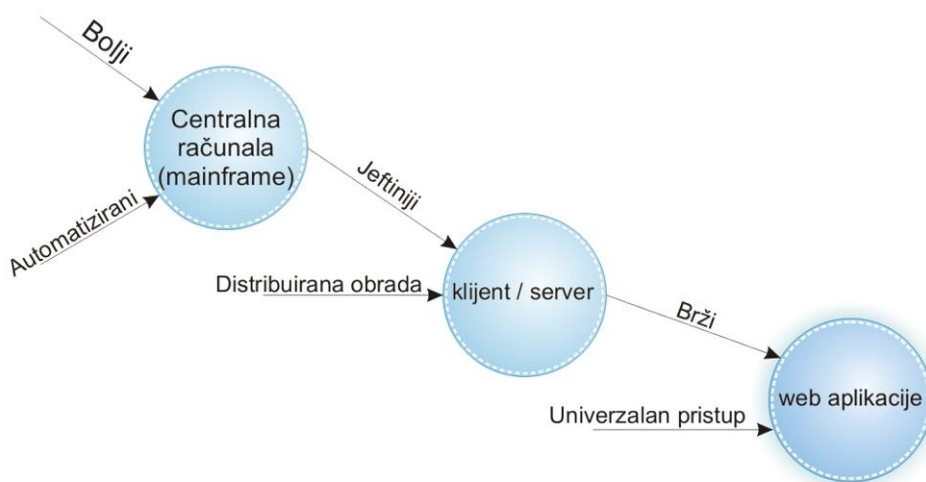 Bolji
Centralna
računala
(mainframe)
Automatizirani
Jeftiniji
Distribuirana obrada
klijent / server
Brži
web aplikacije
Univerzalan pristup